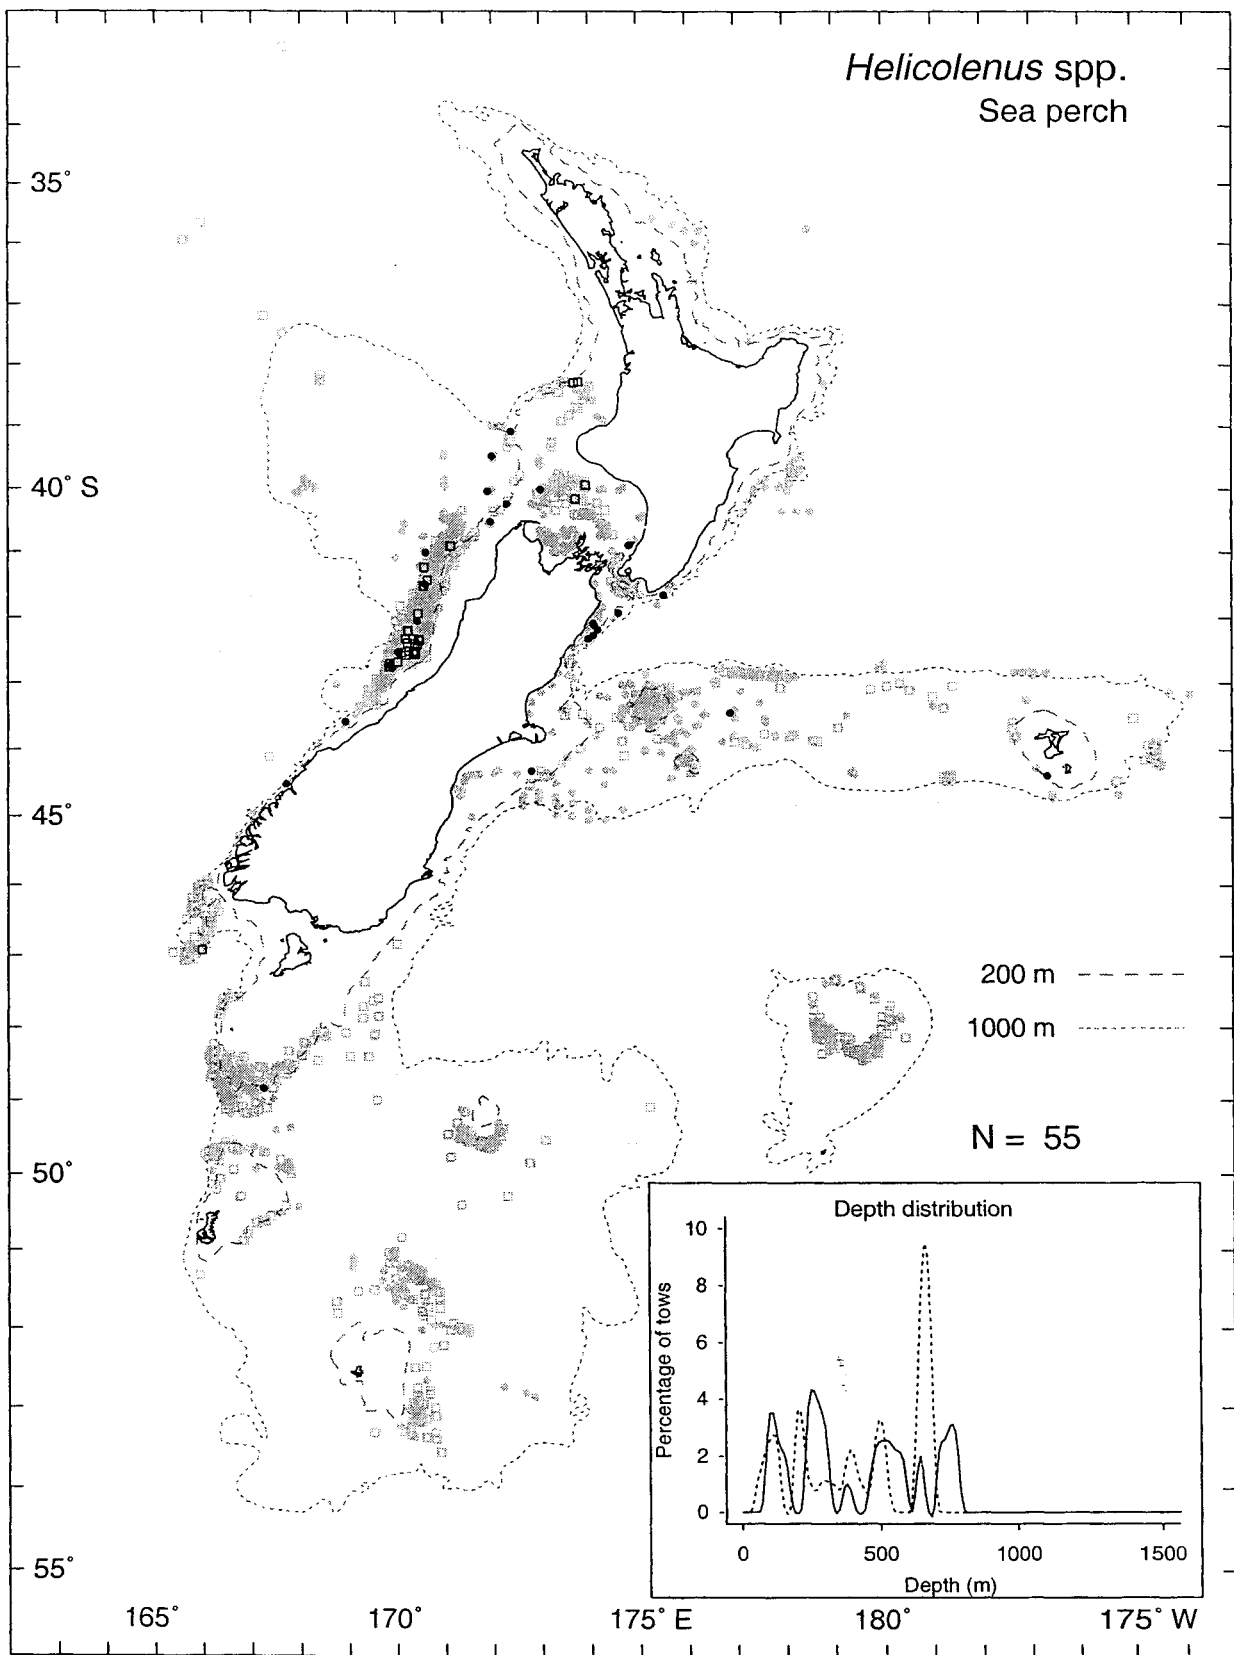 Helicolenus spp.
Sea perch
35°
40° S
45°
50°
55°
200 m
1000 m
N = 55
Depth distribution
Percentage of tows
10
8
6
4
2
0
0 500 1000 1500
Depth (m)
165° 170° 175° E 180° 175° W